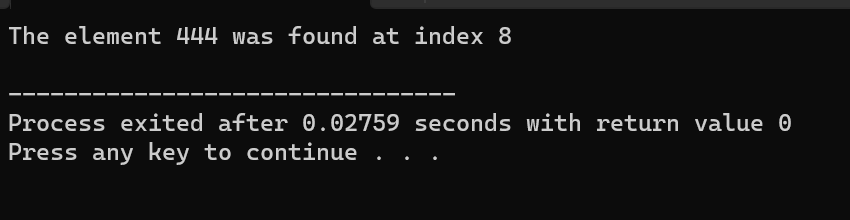 The element 444 was found at index 8
--------------------------------
Process exited after 0.02759 seconds with return value 0
Press any key to continue . . .